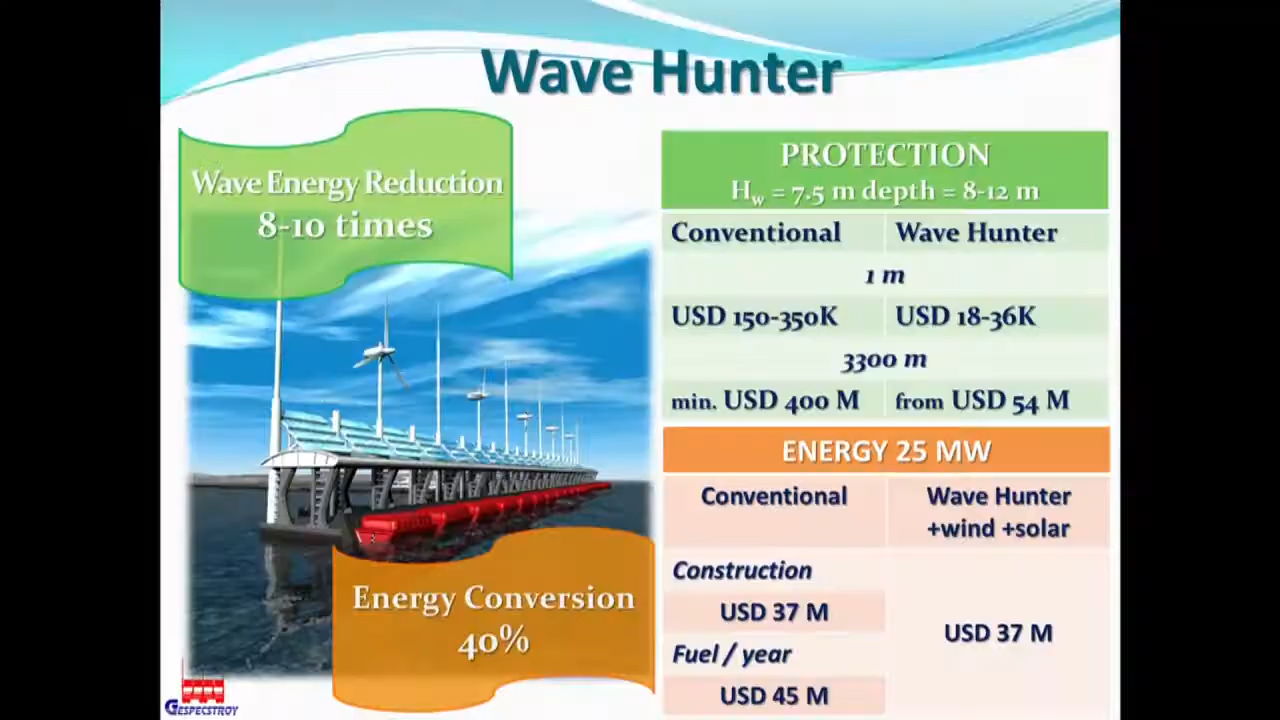 Wave Hunter
Wave Energy Reduction
8-10 times
Energy Conversion
40%
PROTECTION
Hw = 7.5 m depth = 8-12 m
Conventional Wave Hunter
1 m
USD 150-350K USD 18-36K
3300 m
min. USD 400 M from USD 54 M
ENERGY 25 MW
Conventional Wave Hunter
+wind +solar
Construction
USD 37 M
USD 37 M
Fuel / year
USD 45 M
GESPECSTROY